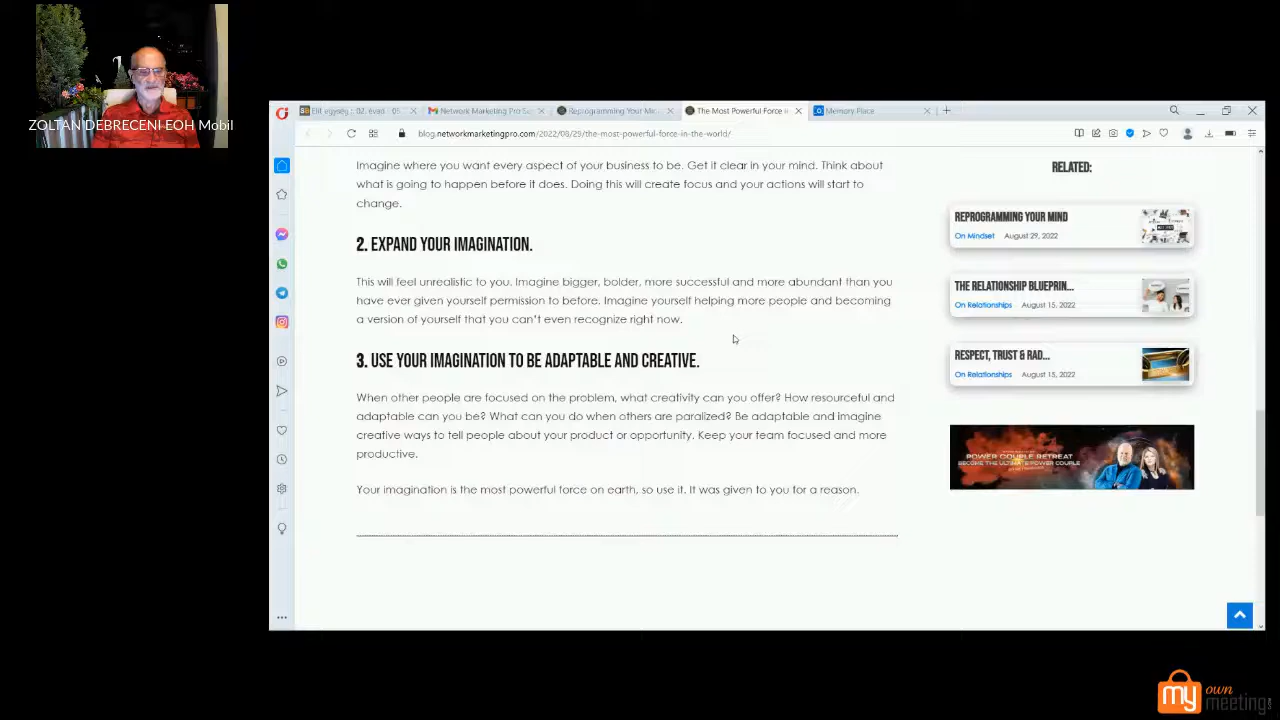 ZOLTAN DEBRECENI EOH Mobil
Elit egység :: 02. évad
Network Marketing Pro Se
Reprogramming Your Mi
The Most Powerful Force i
Memory Place
blog.networkmarketingpro.com/2022/08/29/the-most-powerful-force-in-the-world/
Imagine where you want every aspect of your business to be. Get it clear in your mind. Think about
what is going to happen before it does. Doing this will create focus and your actions will start to
change.
2. EXPAND YOUR IMAGINATION.
This will feel unrealistic to you. Imagine bigger, bolder, more successful and more abundant than you
have ever given yourself permission to before. Imagine yourself helping more people and becoming
a version of yourself that you can't even recognize right now.
3. USE YOUR IMAGINATION TO BE ADAPTABLE AND CREATIVE.
When other people are focused on the problem, what creativity can you offer? How resourceful and
adaptable can you be? What can you do when others are paralized? Be adaptable and imagine
creative ways to tell people about your product or opportunity. Keep your team focused and more
productive.
Your imagination is the most powerful force on earth, so use it. It was given to you for a reason.
RELATED:
REPROGRAMMING YOUR MIND
On Mindset August 29, 2022
THE RELATIONSHIP BLUEPRIN...
On Relationships August 15, 2022
RESPECT, TRUST & RAD...
On Relationships August 15, 2022
POWER COUPLE RETREAT
BECOME THE ULTIMATE POWER COUPLE
my own
meeting